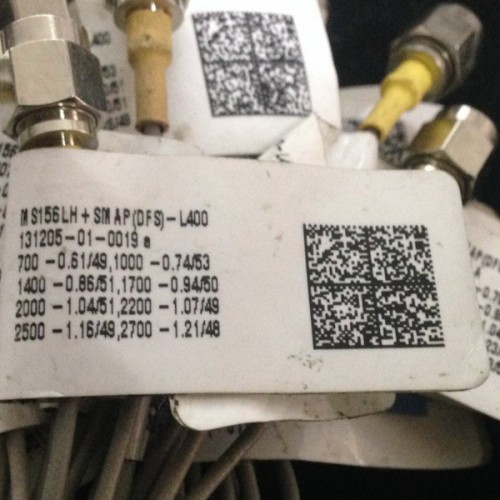 MS156LH+SMAP(DFS)-L400
131205-01-0019 a
700 -0.61/49,1000 -0.74/53
1400 -0.86/51,1700 -0.94/50
2000 -1.04/51,2200 -1.07/49
2500 -1.16/49,2700 -1.21/48